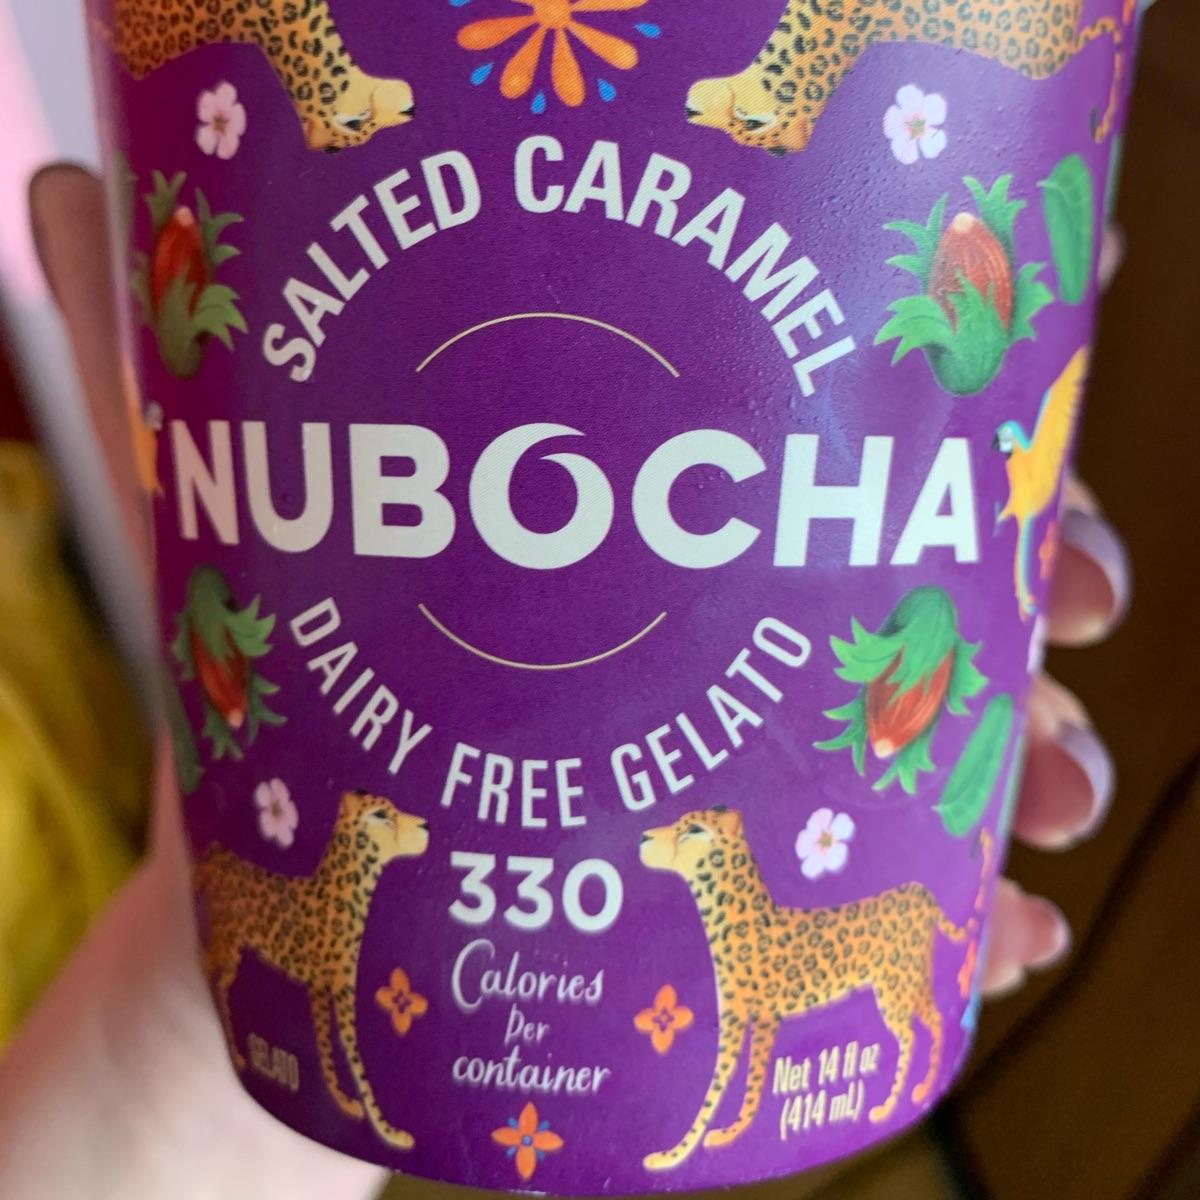 SALTED CARAMEL
NUBOCHA
DAIRY FREE GELATO
330
Calories
per
container
GELATO
Net 14 fl oz
(414 mL)